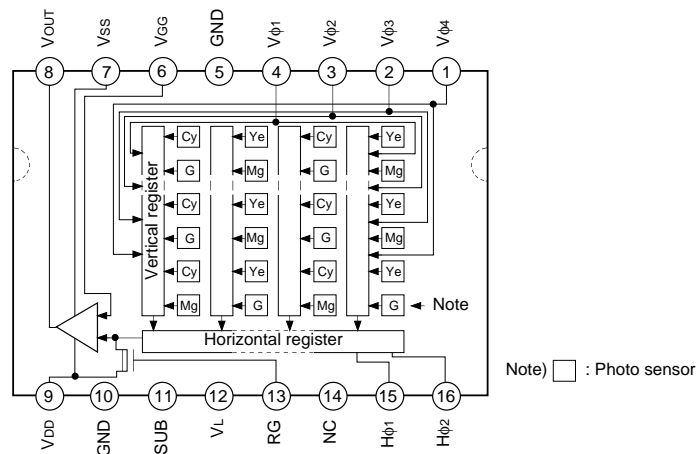 VOUT VSS VGG GND Vϕ1 Vϕ2 Vϕ3 Vϕ4
8 7 6 5 4 3 2 1
Cy Ye Cy Ye
G Mg G Mg
Cy Ye Cy Ye
G Mg G Mg
Cy Ye Cy Ye
Mg G Mg G
Vertical register
Note
Horizontal register
Note) : Photo sensor
9 10 11 12 13 14 15 16
VDD GND SUB VL RG NC Hϕ1 Hϕ2